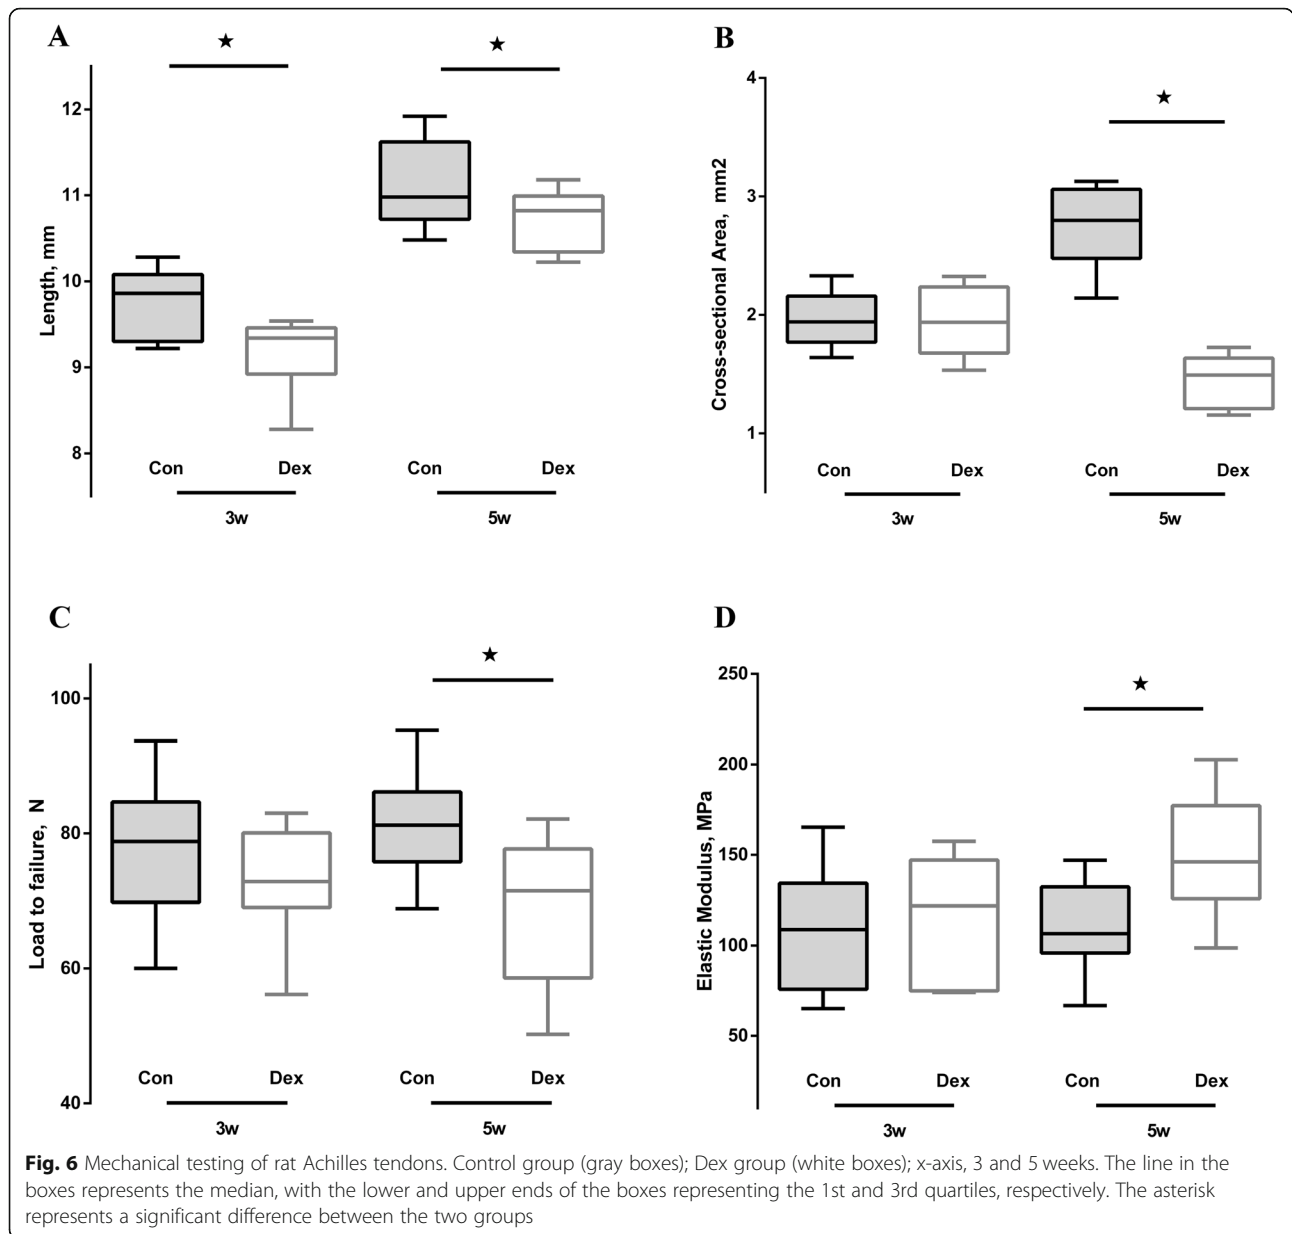 A
★
★
12
11
10
9
8
Length, mm
Con
Dex
Con
Dex
3w
5w
B
★
4
3
2
1
Cross-sectional Area, mm2
Con
Dex
Con
Dex
3w
5w
C
★
100
80
60
40
Load to failure, N
Con
Dex
Con
Dex
3w
5w
D
★
250
200
150
100
50
Elastic Modulus, MPa
Con
Dex
Con
Dex
3w
5w
Fig. 6 Mechanical testing of rat Achilles tendons. Control group (gray boxes); Dex group (white boxes); x-axis, 3 and 5 weeks. The line in the
boxes represents the median, with the lower and upper ends of the boxes representing the 1st and 3rd quartiles, respectively. The asterisk
represents a significant difference between the two groups